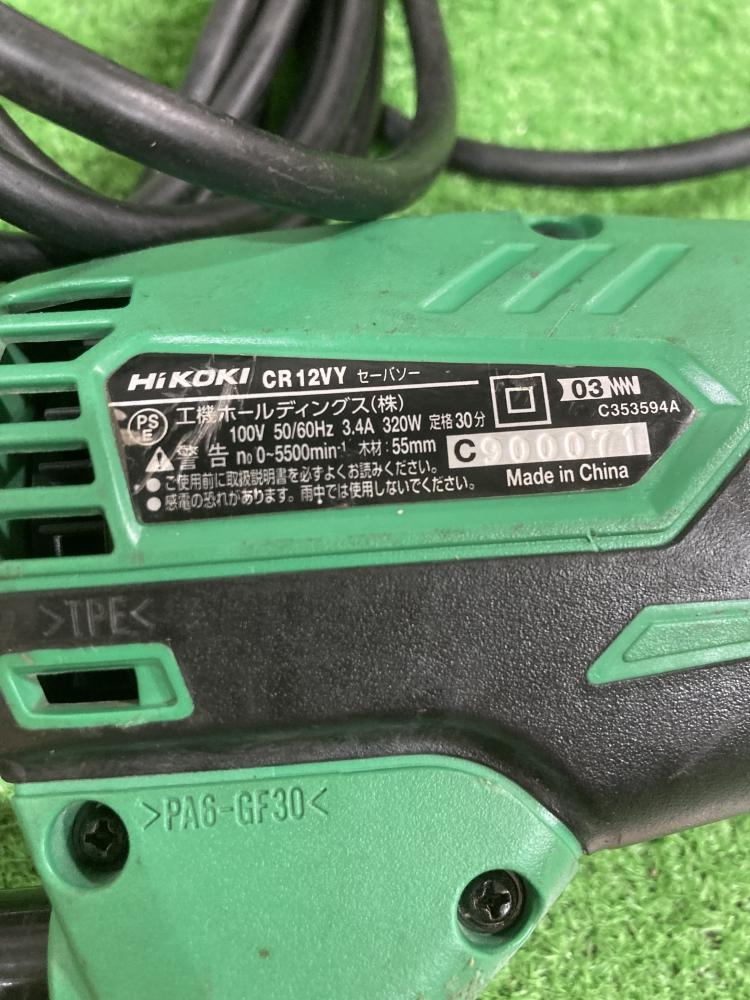 HiKOKI CR12VY セーバソー
PS
E
工機ホールディングス(株)
100V 50/60Hz 3.4A 320W 定格30分
警告 n₀ 0~5500min⁻¹ 木材: 55mm
●ご使用前に取扱説明書を必ずよくお読みください。
●感電の恐れがあります。雨中では使用しないでください。
03
C353594A
C900071
Made in China
>TPE<
>PA6-GF30<